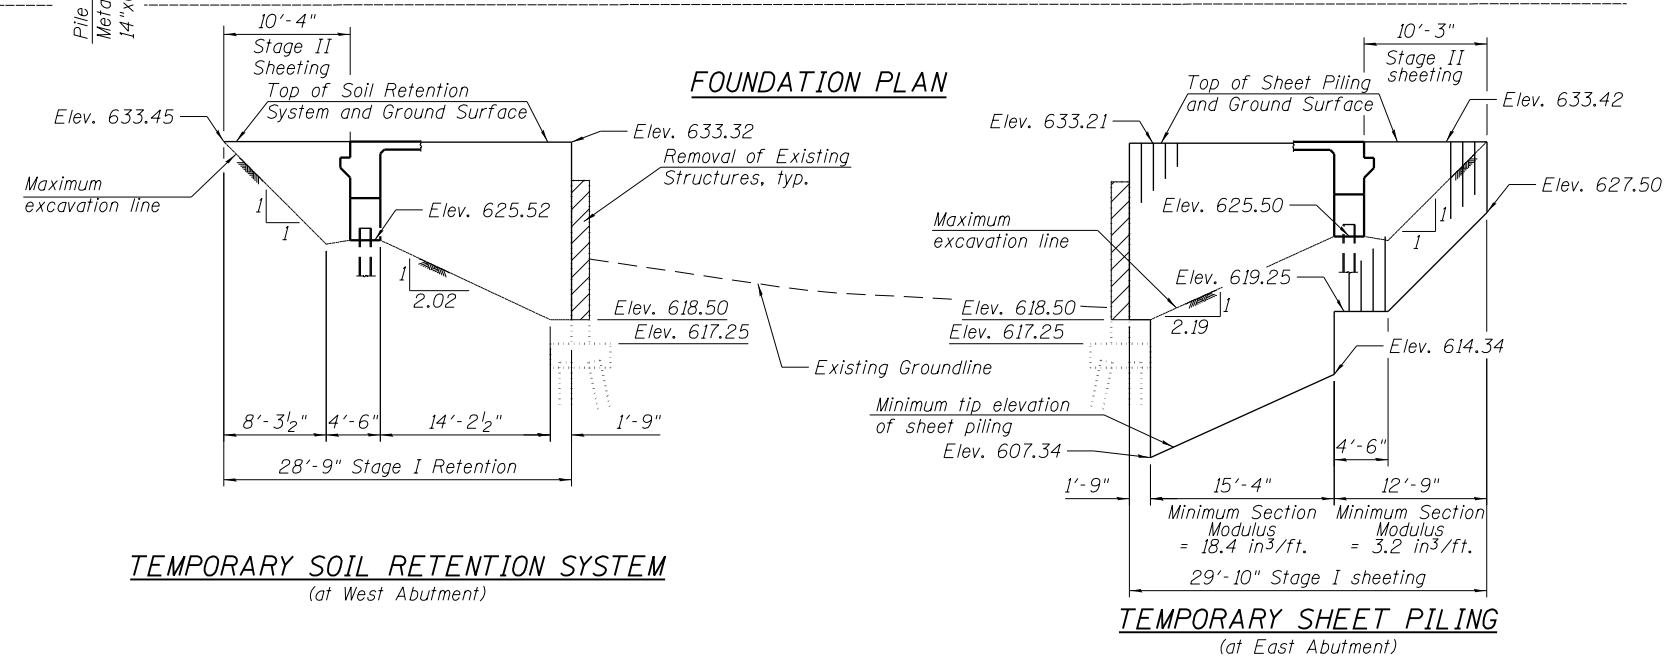 Pile
Meta
14"x
FOUNDATION PLAN
10'-4"
Stage II
Sheeting
Top of Soil Retention
System and Ground Surface
Elev. 633.45
Elev. 633.32
Removal of Existing
Structures, typ.
Maximum
excavation line
1
1
Elev. 625.52
1
2.02
Elev. 618.50
Elev. 617.25
Existing Groundline
8'-3½"
4'-6"
14'-2½"
1'-9"
28'-9" Stage I Retention
TEMPORARY SOIL RETENTION SYSTEM
(at West Abutment)
10'-3"
Stage II
sheeting
Top of Sheet Piling
and Ground Surface
Elev. 633.42
Elev. 633.21
Elev. 627.50
Elev. 625.50
Maximum
excavation line
1
1
Elev. 619.25
Elev. 618.50
1
2.19
Elev. 617.25
Elev. 614.34
Minimum tip elevation
of sheet piling
Elev. 607.34
4'-6"
1'-9"
15'-4"
12'-9"
Minimum Section
Modulus
= 18.4 in³/ft.
Minimum Section
Modulus
= 3.2 in³/ft.
29'-10" Stage I sheeting
TEMPORARY SHEET PILING
(at East Abutment)